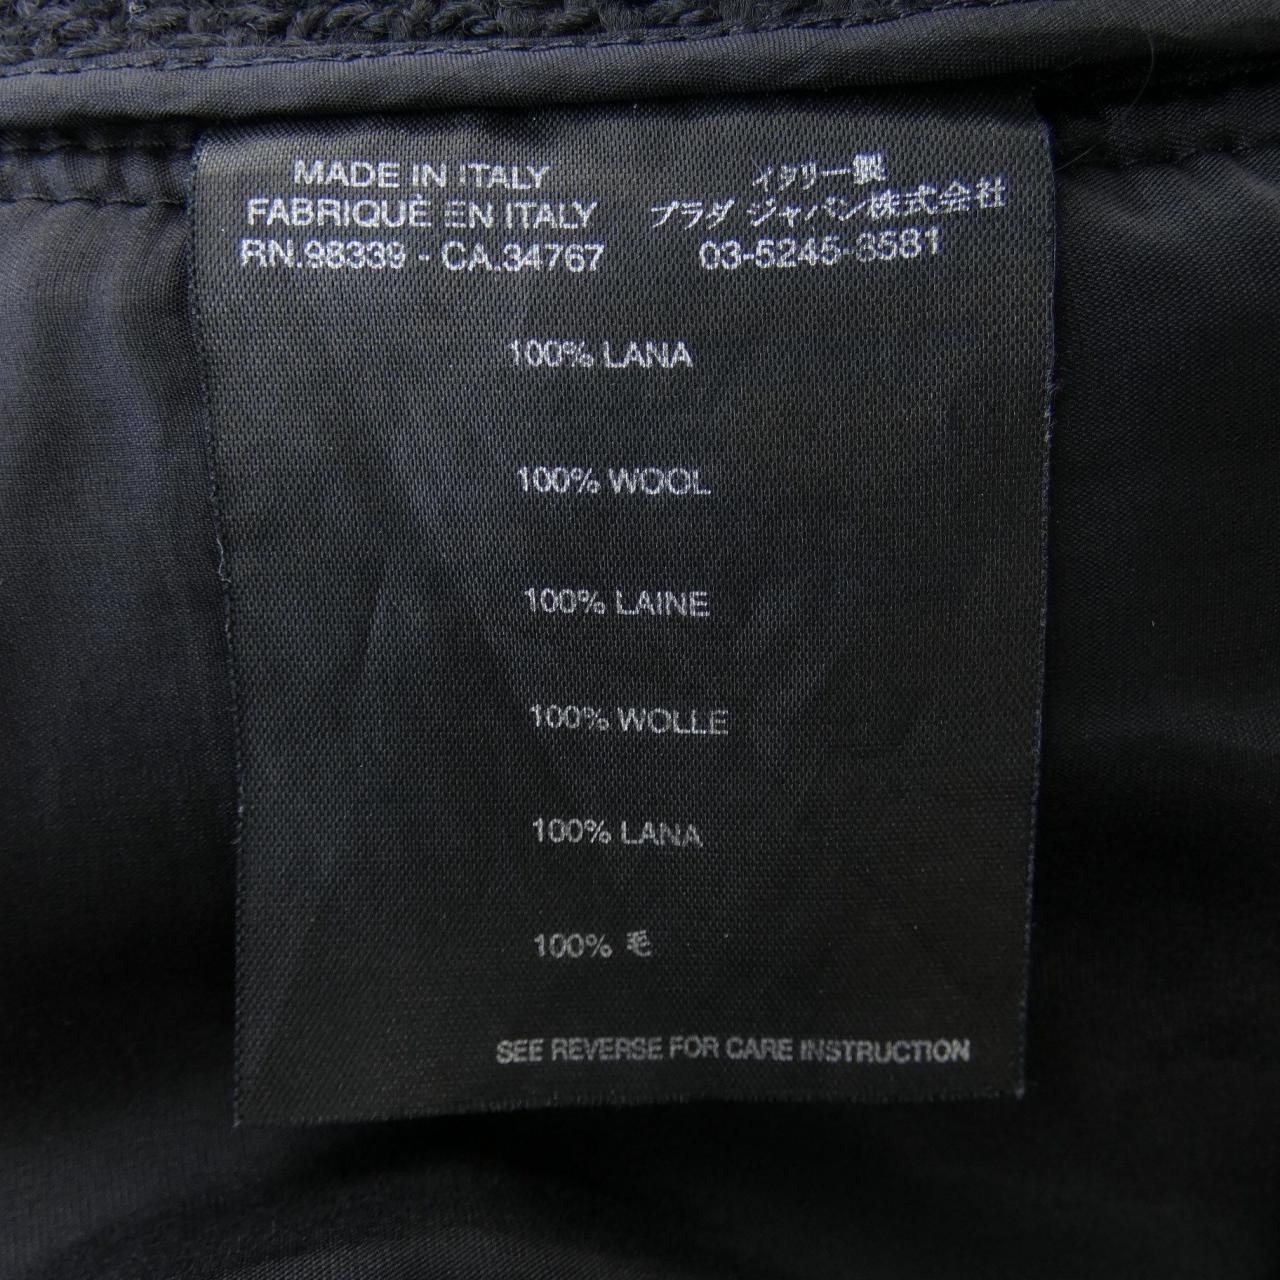 MADE IN ITALY
FABRIQUÈ EN ITALY
RN.98339 - CA.34767
イタリー製
プラダ ジャパン株式会社
03-5245-3581
100% LANA
100% WOOL
100% LAINE
100% WOLLE
100% LANA
100% 毛
SEE REVERSE FOR CARE INSTRUCTION